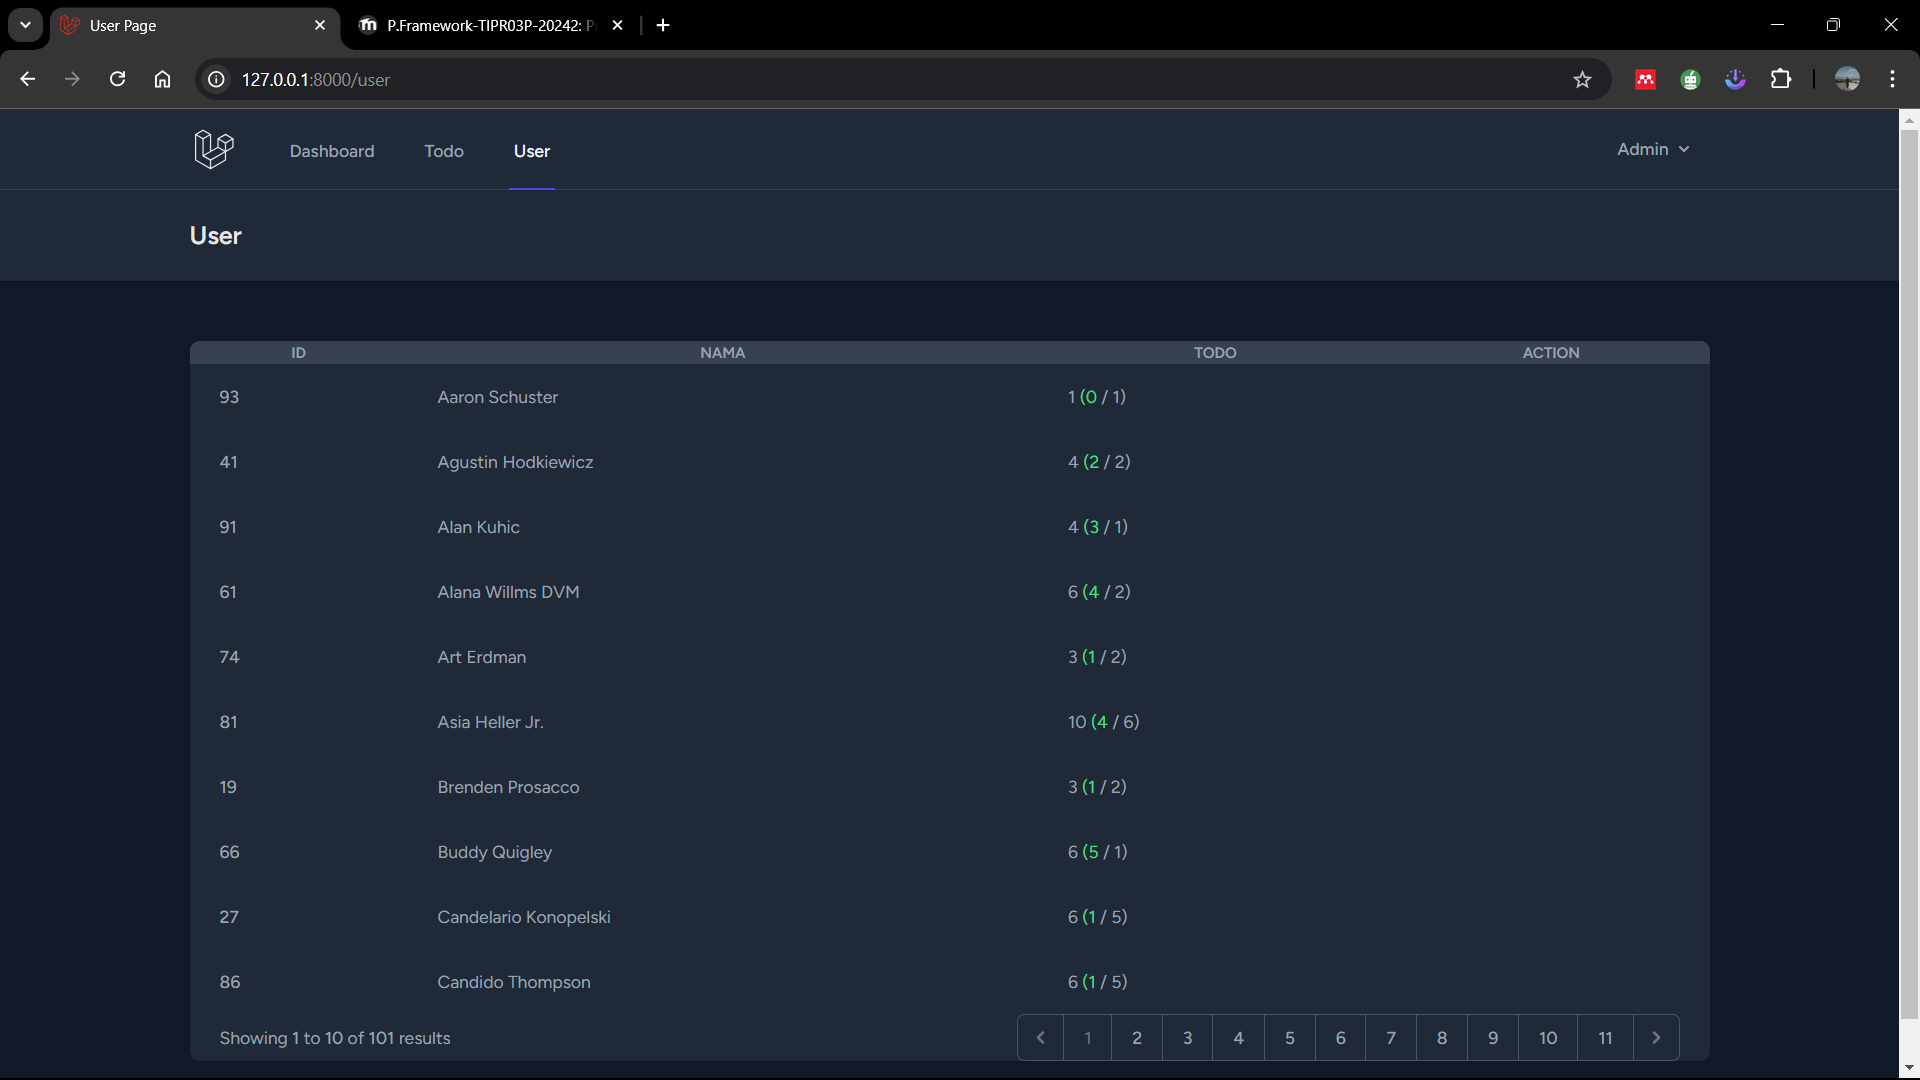 User Page
P.Framework-TIPR03P-20242: P
127.0.0.1:8000/user
Dashboard Todo User Admin
User
ID NAMA TODO ACTION
93 Aaron Schuster 1 (0 / 1)
41 Agustin Hodkiewicz 4 (2 / 2)
91 Alan Kuhic 4 (3 / 1)
61 Alana Willms DVM 6 (4 / 2)
74 Art Erdman 3 (1 / 2)
81 Asia Heller Jr. 10 (4 / 6)
19 Brenden Prosacco 3 (1 / 2)
66 Buddy Quigley 6 (5 / 1)
27 Candelario Konopelski 6 (1 / 5)
86 Candido Thompson 6 (1 / 5)
Showing 1 to 10 of 101 results 1 2 3 4 5 6 7 8 9 10 11